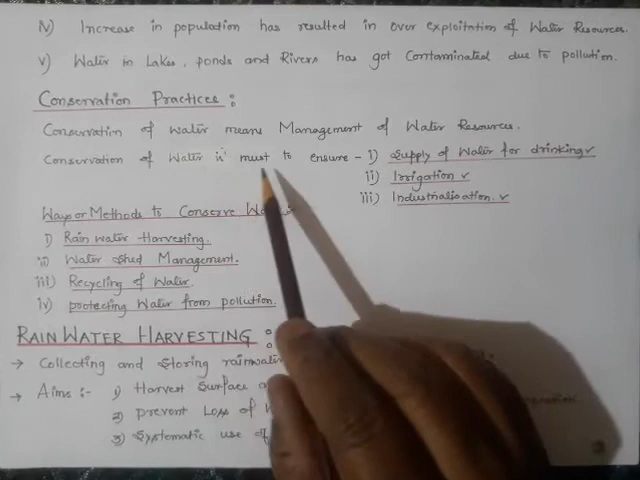 iv) Increase in population has resulted in over exploitation of Water Resources.
v) Water in Lakes, ponds and Rivers has got Contaminated due to pollution.
Conservation Practices :
Conservation of water means Management of Water Resources.
Conservation of Water is must to ensure - i) Supply of Water for drinking
ii) Irrigation
iii) Industrialisation.
Ways or Methods to Conserve
i) Rain water Harvesting.
ii) Water Shed Management.
iii) Recycling of Water.
iv) protecting Water from pollution.
RAIN WATER HARVESTING :
→ Collecting and Storing
→ Aims :- 1) Harvest Surface
2) prevent Loss of
3) Systematic use of